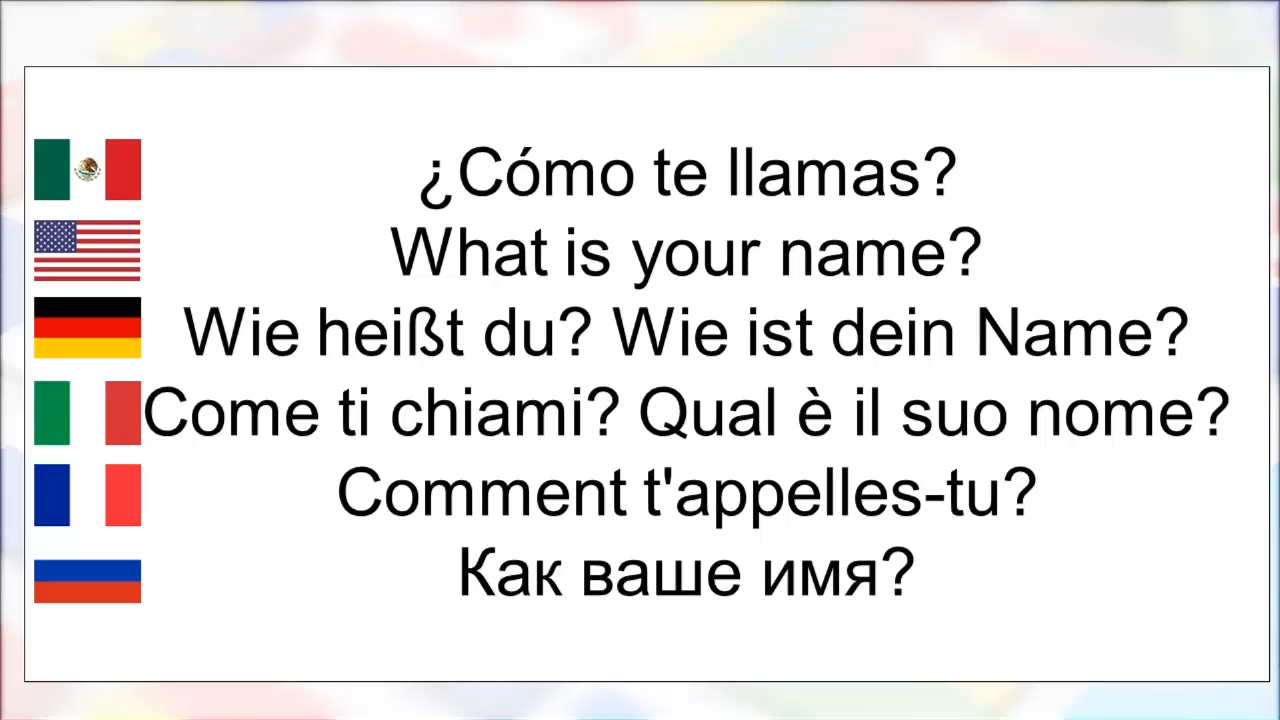 ¿Cómo te llamas?
What is your name?
Wie heißt du? Wie ist dein Name?
Come ti chiami? Qual è il suo nome?
Comment t'appelles-tu?
Как ваше имя?